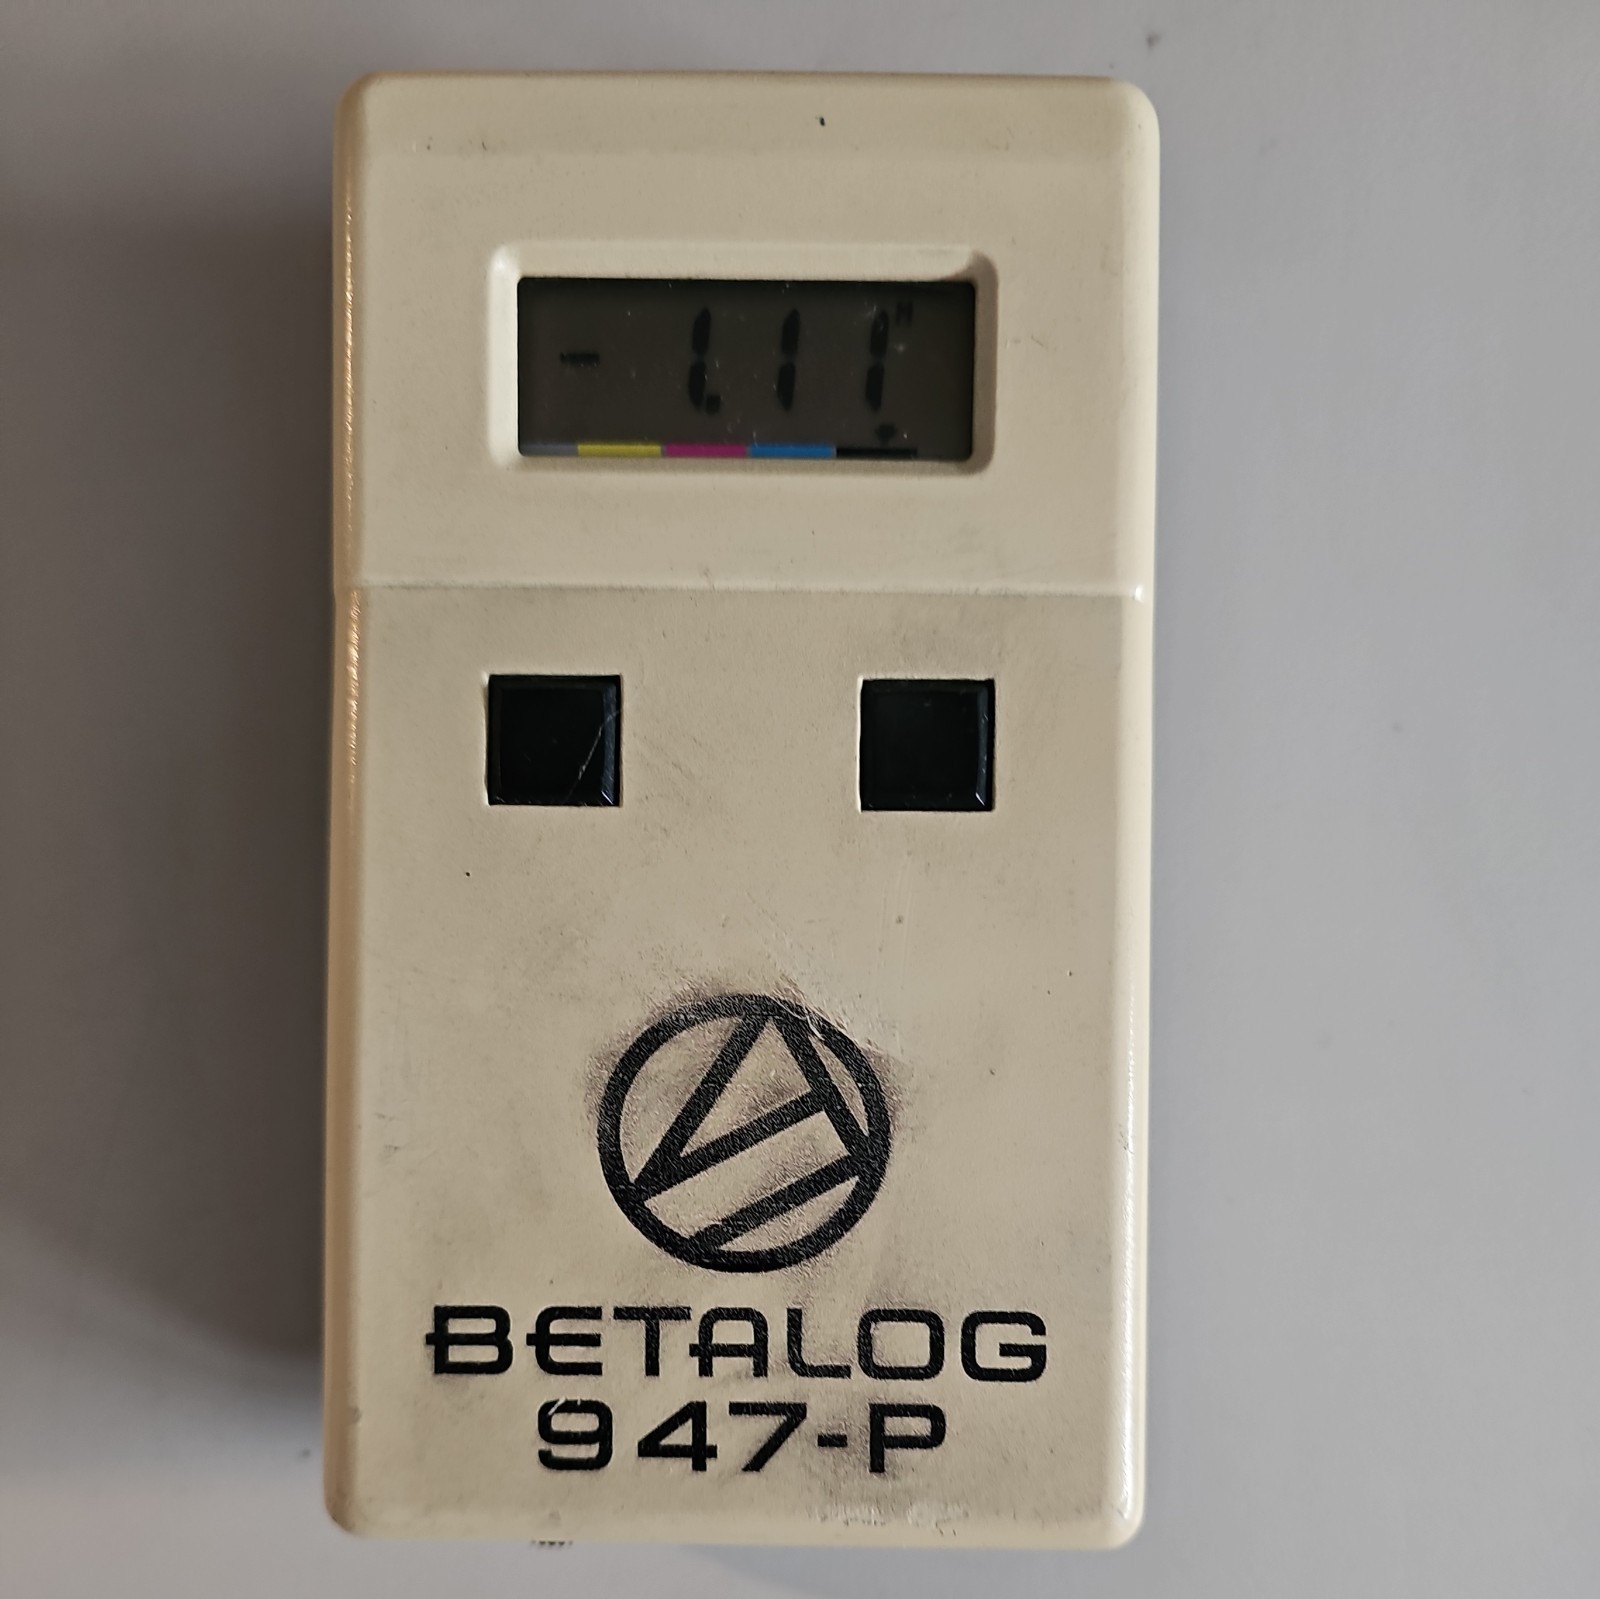 - 1.11 M
BETALOG
947-P